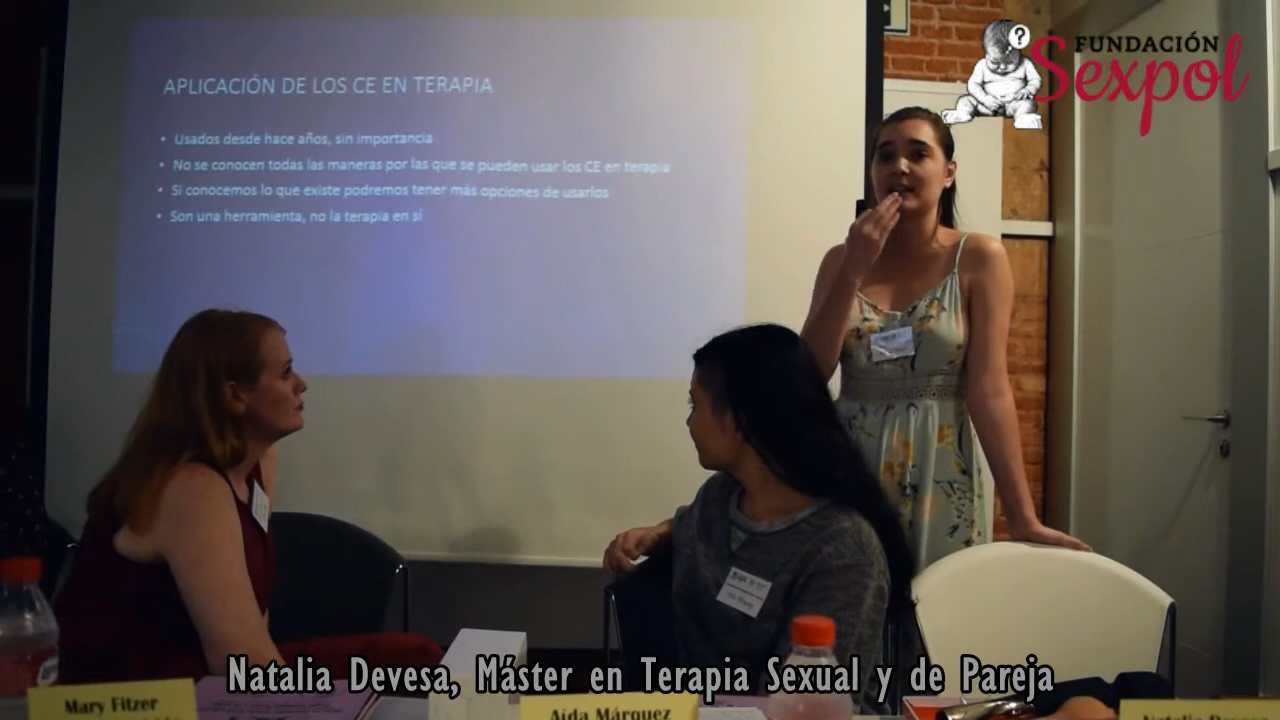 FUNDACIÓN
Sexpol
?
APLICACIÓN DE LOS CE EN TERAPIA
• Usados desde hace años, sin importancia
• No se conocen todas las maneras por las que se pueden usar los CE en terapia
• Si conocemos lo que existe podremos tener más opciones de usarlos
• Son una herramienta, no la terapia en sí
Natalia Devesa, Máster en Terapia Sexual y de Pareja
Mary Fitzer
Aída Márquez
Natalia